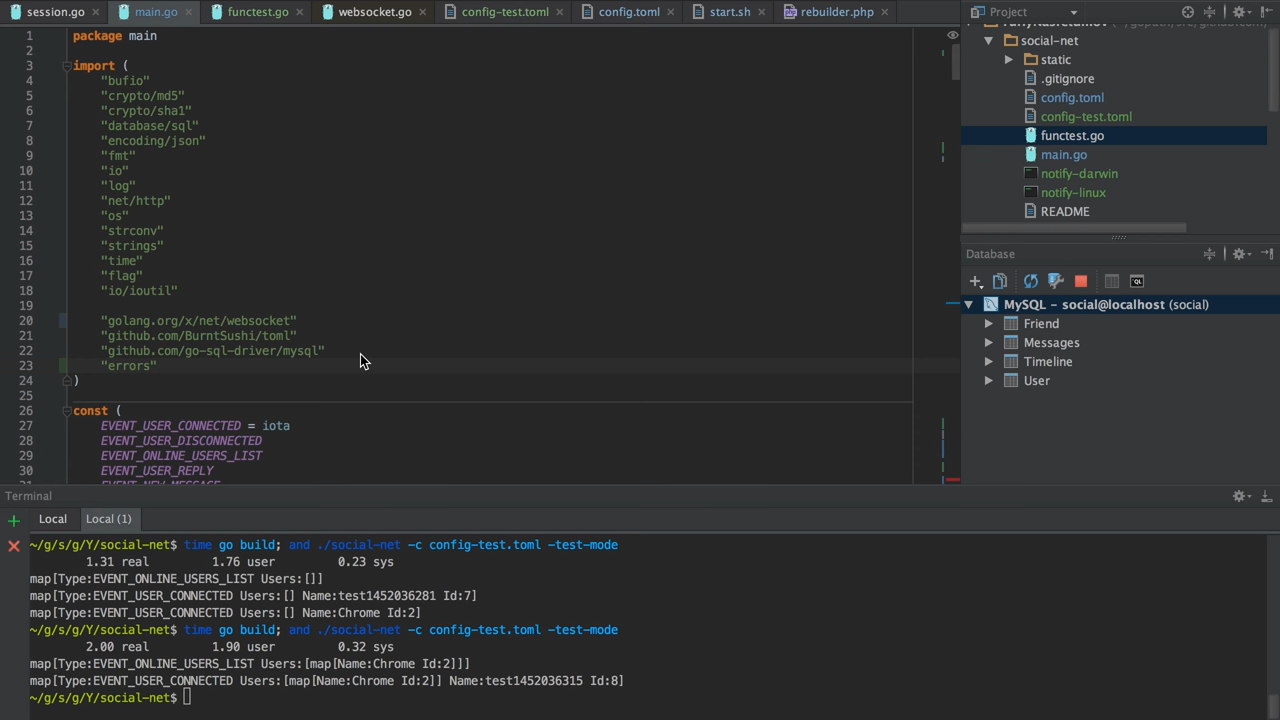 session.go main.go functest.go websocket.go config-test.toml config.toml start.sh rebuilder.php
1 package main
2
3 import (
4 "bufio"
5 "crypto/md5"
6 "crypto/sha1"
7 "database/sql"
8 "encoding/json"
9 "fmt"
10 "io"
11 "log"
12 "net/http"
13 "os"
14 "strconv"
15 "strings"
16 "time"
17 "flag"
18 "io/ioutil"
19
20 "golang.org/x/net/websocket"
21 "github.com/BurntSushi/toml"
22 "github.com/go-sql-driver/mysql"
23 "errors"
24 )
25
26 const (
27 EVENT_USER_CONNECTED = iota
28 EVENT_USER_DISCONNECTED
29 EVENT_ONLINE_USERS_LIST
30 EVENT_USER_REPLY
31 EVENT_NEW_MESSAGE
Project
social-net
static
.gitignore
config.toml
config-test.toml
functest.go
main.go
notify-darwin
notify-linux
README
Database
QL
MySQL - social@localhost (social)
Friend
Messages
Timeline
User
Terminal
Local Local (1)
~/g/s/g/Y/social-net$ time go build; and ./social-net -c config-test.toml -test-mode
1.31 real 1.76 user 0.23 sys
map[Type:EVENT_ONLINE_USERS_LIST Users:[]]
map[Type:EVENT_USER_CONNECTED Users:[] Name:test1452036281 Id:7]
map[Type:EVENT_USER_CONNECTED Users:[] Name:Chrome Id:2]
~/g/s/g/Y/social-net$ time go build; and ./social-net -c config-test.toml -test-mode
2.00 real 1.90 user 0.32 sys
map[Type:EVENT_ONLINE_USERS_LIST Users:[map[Name:Chrome Id:2]]]
map[Type:EVENT_USER_CONNECTED Users:[map[Name:Chrome Id:2]] Name:test1452036315 Id:8]
~/g/s/g/Y/social-net$